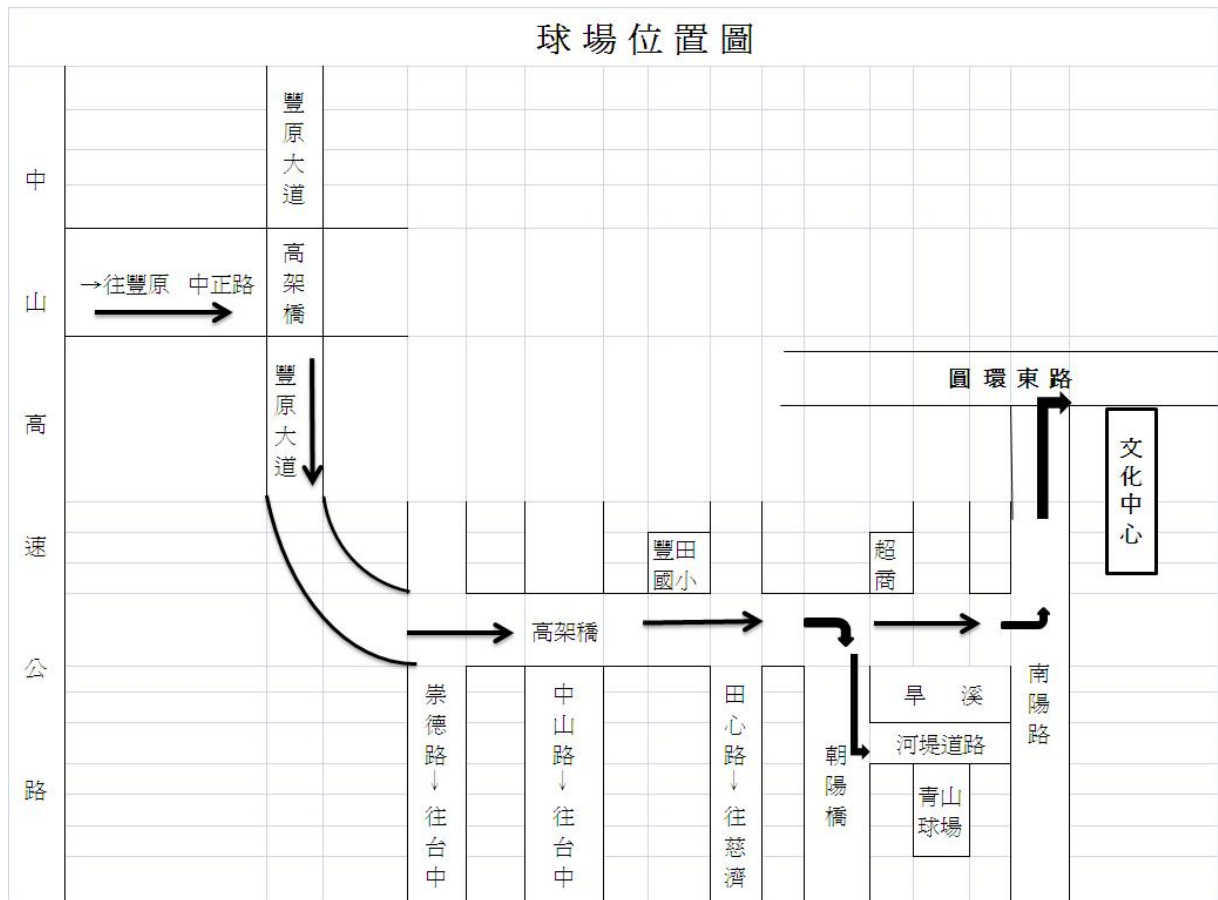 球場位置圖
中山高速公路
豐原大道
高架橋
→往豐原 中正路
豐原大道
圓環東路
文化中心
豐田
國小
超商
高架橋
崇德路→往台中
中山路→往台中
田心路→往慈濟
朝陽橋
旱 溪
河堤道路
青山
球場
南陽路